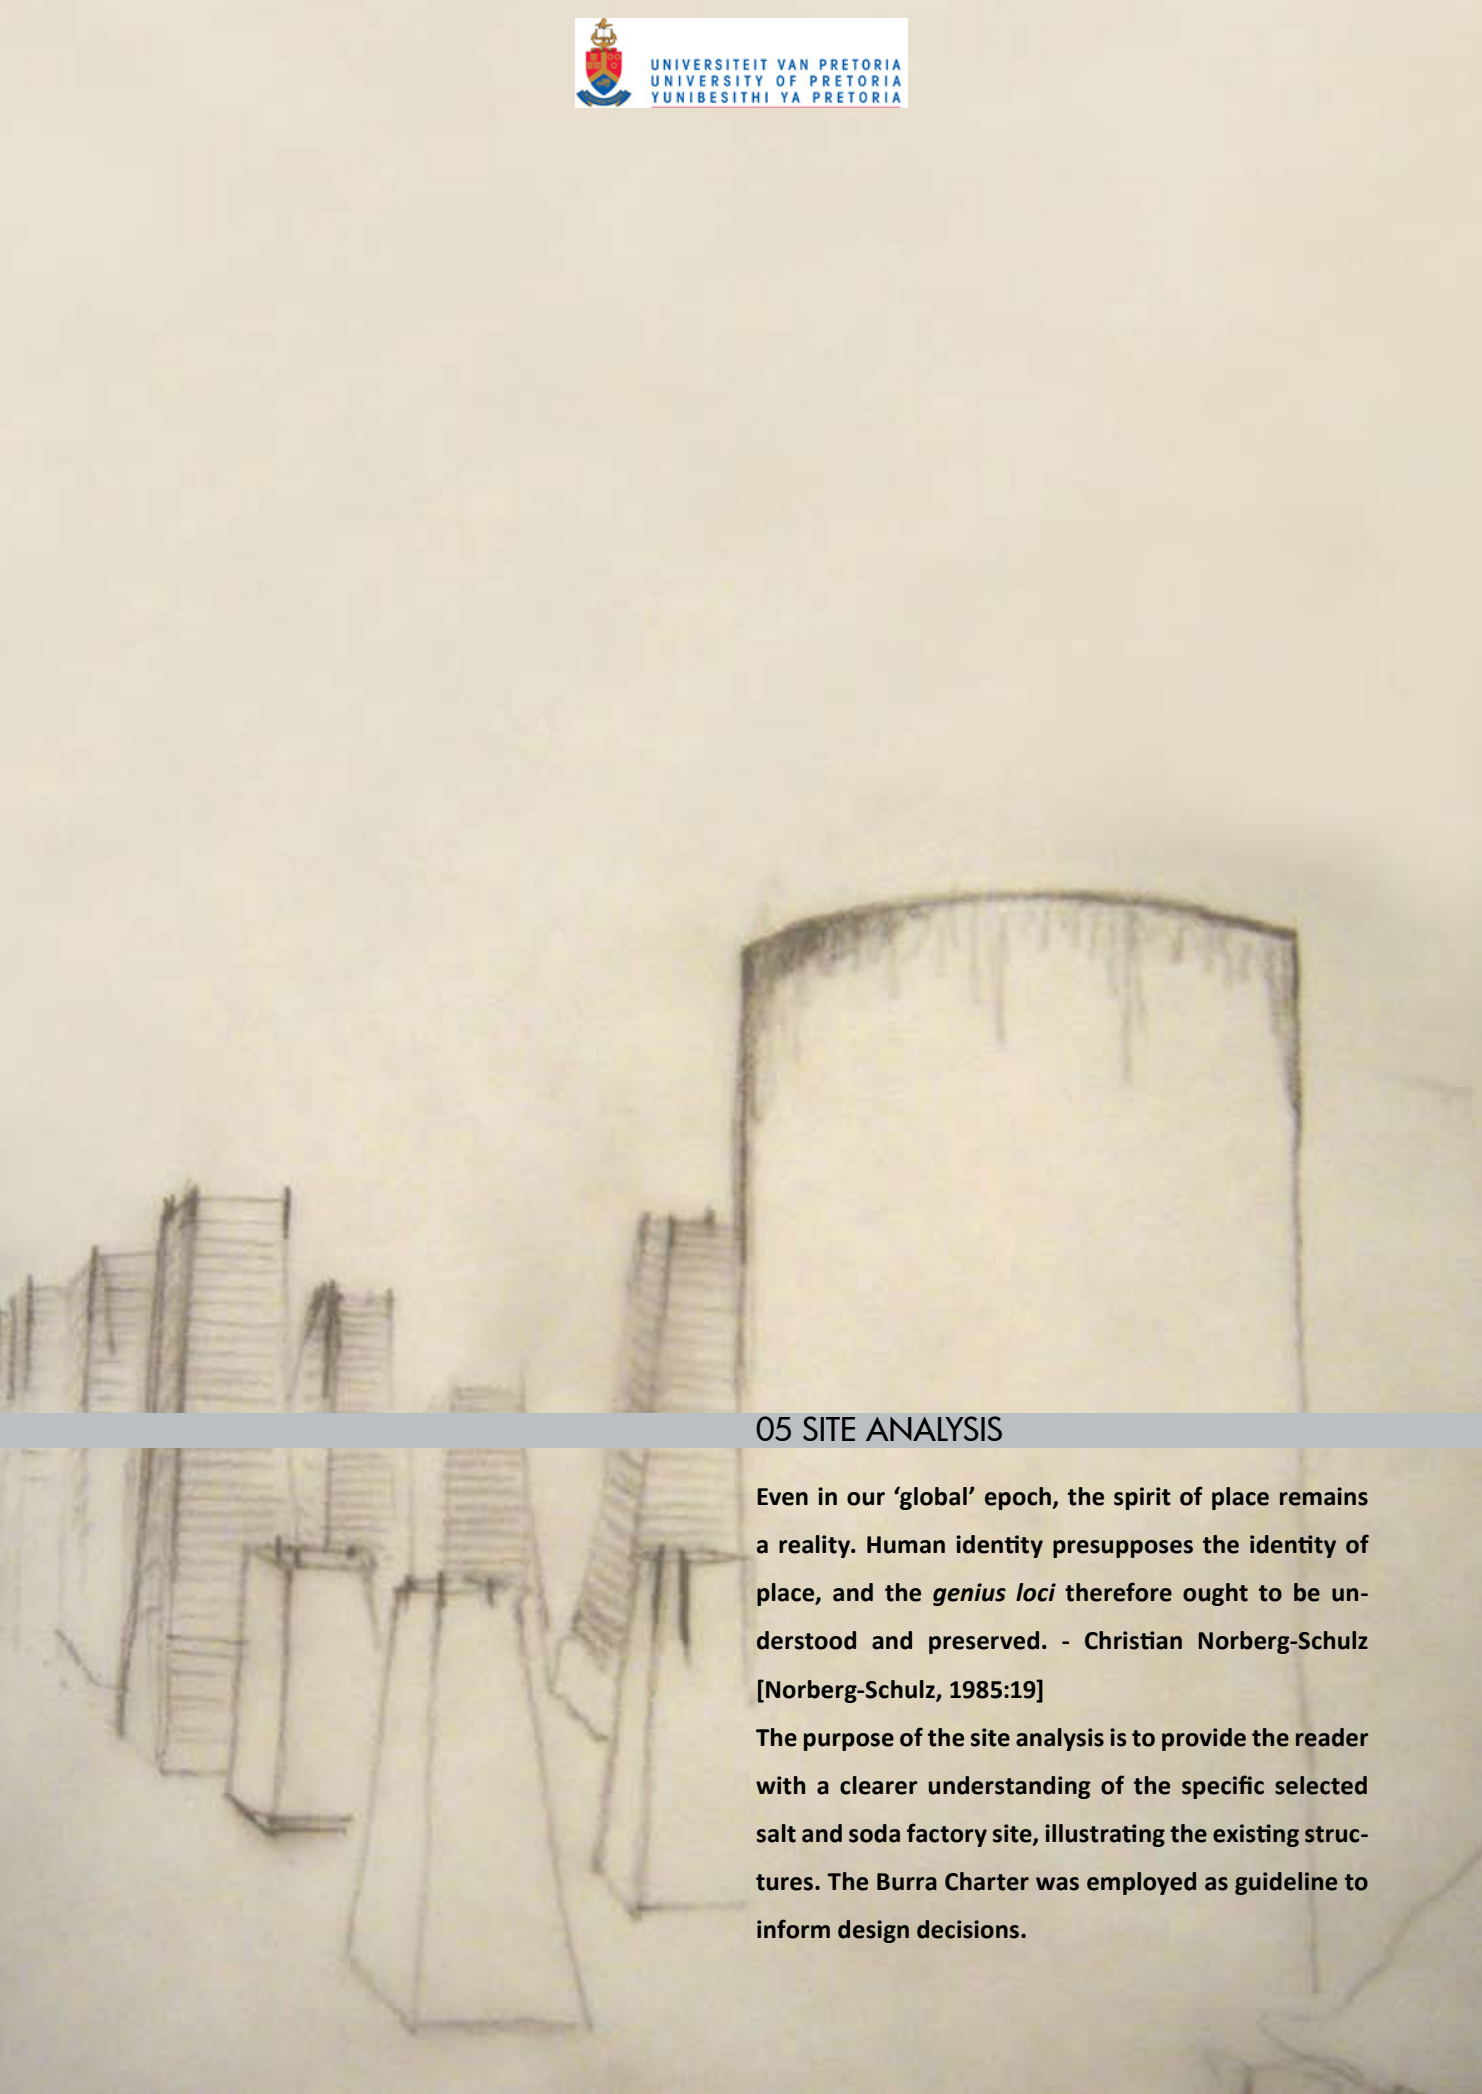 UNIVERSITEIT VAN PRETORIA
UNIVERSITY OF PRETORIA
YUNIBESITHI YA PRETORIA
05 SITE ANALYSIS
Even in our ‘global’ epoch, the spirit of place remains
a reality. Human identity presupposes the identity of
place, and the genius loci therefore ought to be un-
derstood and preserved. - Christian Norberg-Schulz
[Norberg-Schulz, 1985:19]
The purpose of the site analysis is to provide the reader
with a clearer understanding of the specific selected
salt and soda factory site, illustrating the existing struc-
tures. The Burra Charter was employed as guideline to
inform design decisions.